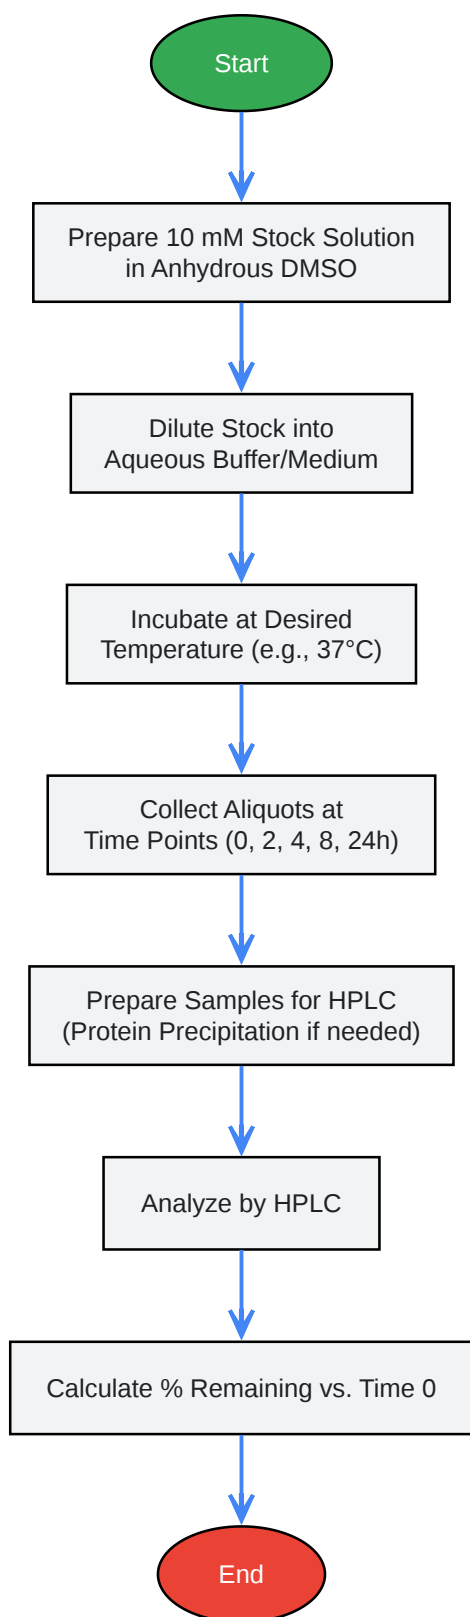 Start
Prepare 10 mM Stock Solution
in Anhydrous DMSO
Dilute Stock into
Aqueous Buffer/Medium
Incubate at Desired
Temperature (e.g., 37°C)
Collect Aliquots at
Time Points (0, 2, 4, 8, 24h)
Prepare Samples for HPLC
(Protein Precipitation if needed)
Analyze by HPLC
Calculate % Remaining vs. Time 0
End